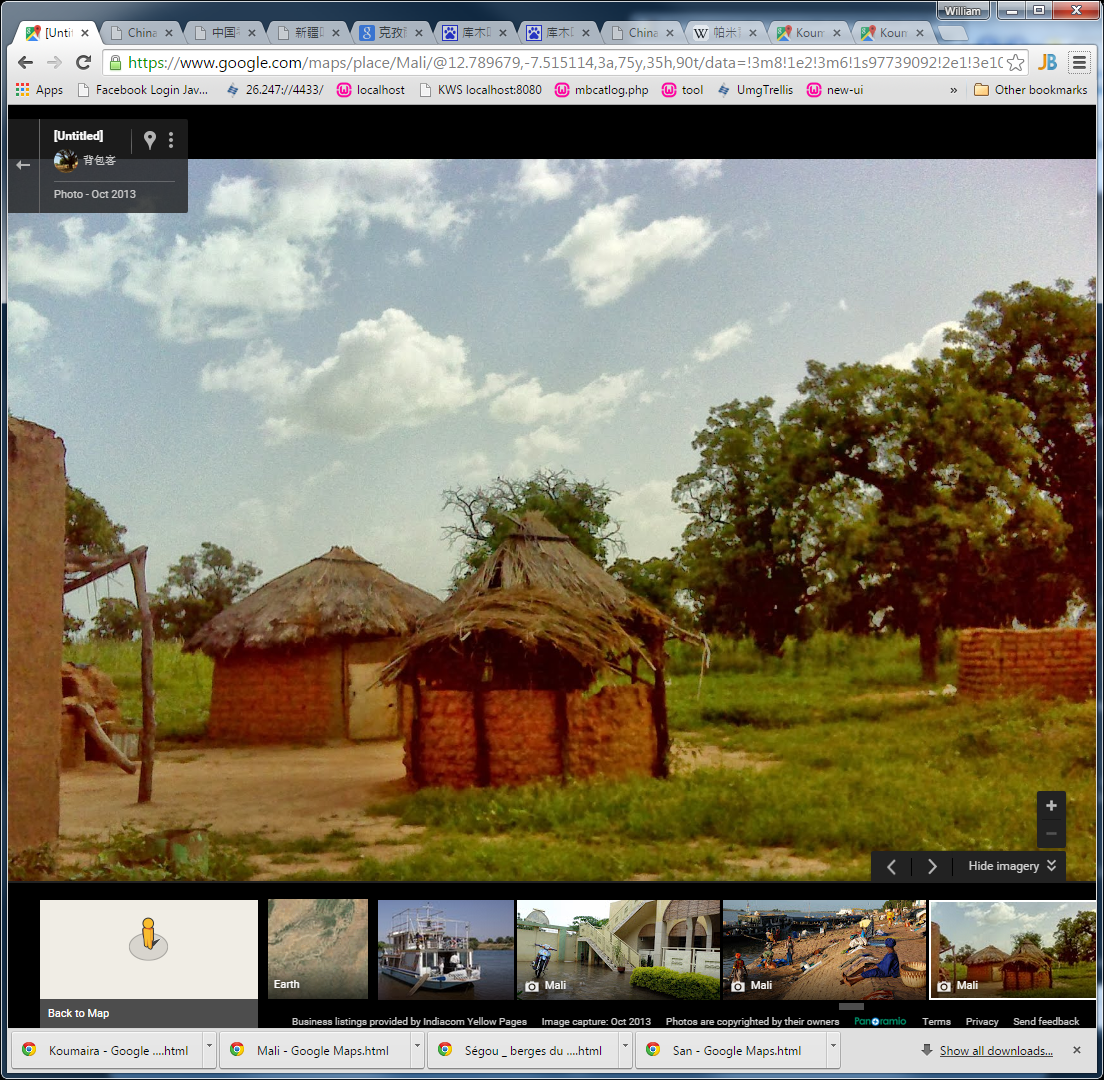 William
[Unti
China
中国
新疆
克孜
库木
库木
China
帕米
Koum
Koun
https://www.google.com/maps/place/Mali/@12.789679,-7.515114,3a,75y,35h,90t/data=!3m8!1e2!3m6!1s97739092!2e1!3e10
Apps
Facebook Login Jav...
26.247://4433/
localhost
KWS localhost:8080
mbcatlog.php
tool
UmgTrellis
new-ui
»
Other bookmarks
[Untitled]
背包客
Photo - Oct 2013
Hide imagery
Back to Map
Earth
Mali
Mali
Mali
Business listings provided by Indiacom Yellow Pages Image capture: Oct 2013 Photos are copyrighted by their owners Panoramio Terms Privacy Send feedback
Koumaira - Google ....html
Mali - Google Maps.html
Ségou _ berges du ....html
San - Google Maps.html
Show all downloads...